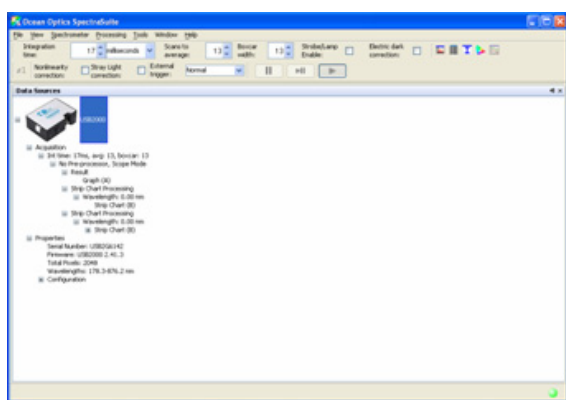 Ocean Optics SpectraSuite
File View Spectrometer Processing Tools Window Help
Integration time: 17 milliseconds Scans to average: 13 Boxcar width: 13 Strobe/Lamp Enable: Electric dark correction:
x1 Nonlinearity correction: Stray Light correction: External trigger: Normal
Data Sources
USB2000
Acquisition
Int time: 17ms, avg: 13, boxcar: 13
No Pre-processor, Scope Mode
Result
Graph (A)
Strip Chart Processing
Wavelength: 0.00 nm
Strip Chart (B)
Strip Chart Processing
Wavelength: 0.00 nm
Strip Chart (B)
Properties
Serial Number: USB2G6142
Firmware: USB2000 2.41.3
Total Pixels: 2048
Wavelengths: 178.3-876.2 nm
Configuration